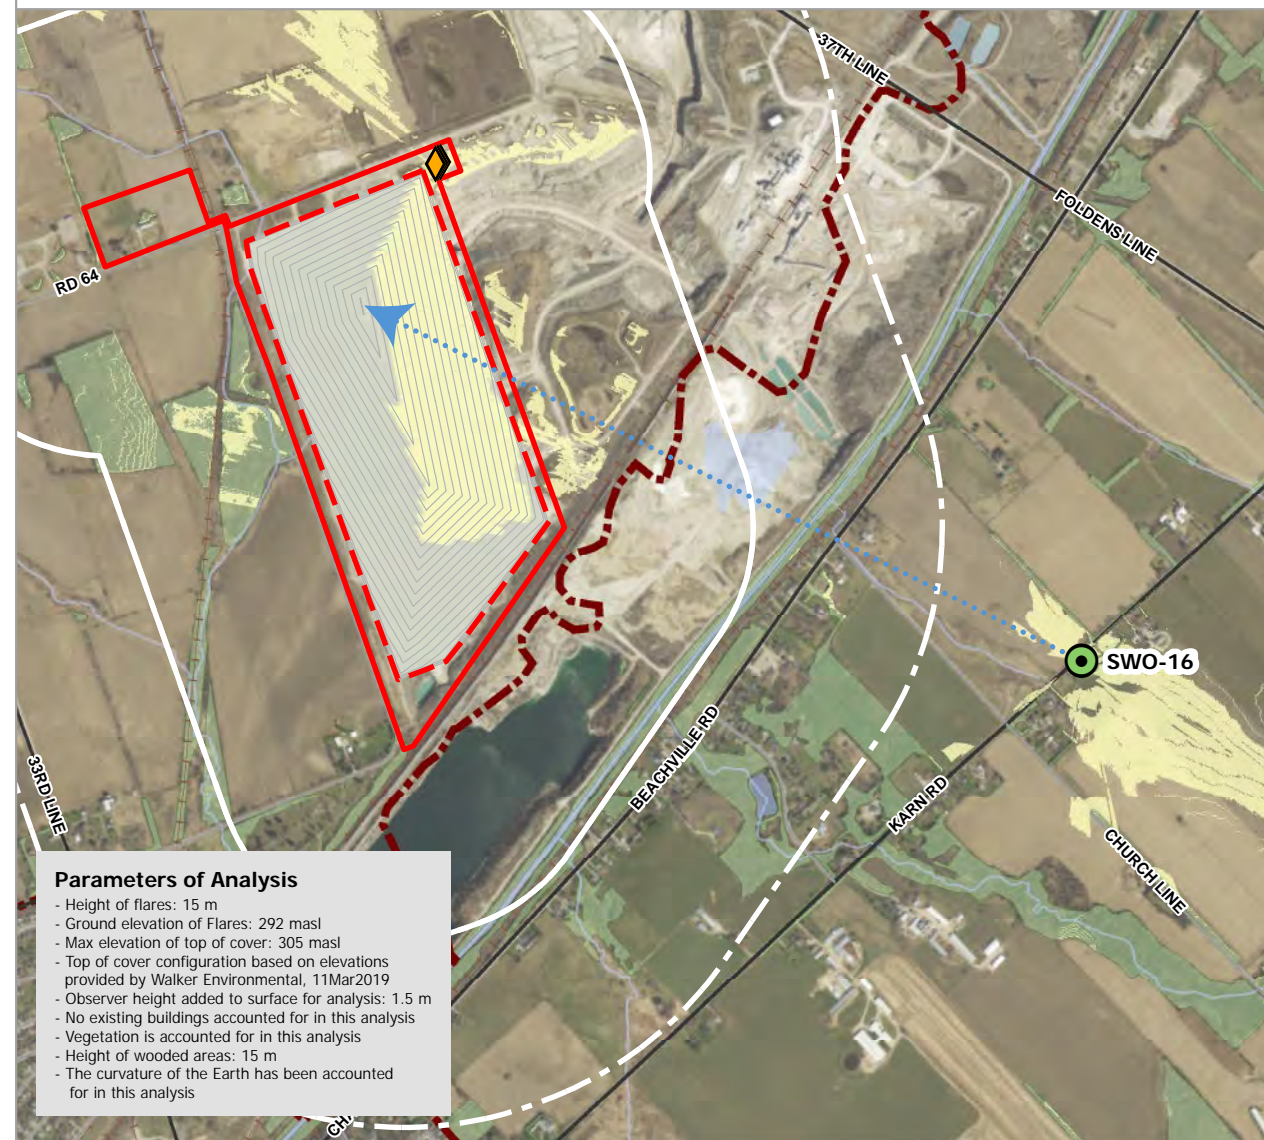 37TH LINE
FOLDENS LINE
RD 64
SWO-16
BEACHVILLE RD
KARN RD
33RD LINE
CHURCH LINE
Parameters of Analysis
- Height of flares: 15 m
- Ground elevation of Flares: 292 masl
- Max elevation of top of cover: 305 masl
- Top of cover configuration based on elevations
provided by Walker Environmental, 11Mar2019
- Observer height added to surface for analysis: 1.5 m
- No existing buildings accounted for in this analysis
- Vegetation is accounted for in this analysis
- Height of wooded areas: 15 m
- The curvature of the Earth has been accounted
for in this analysis